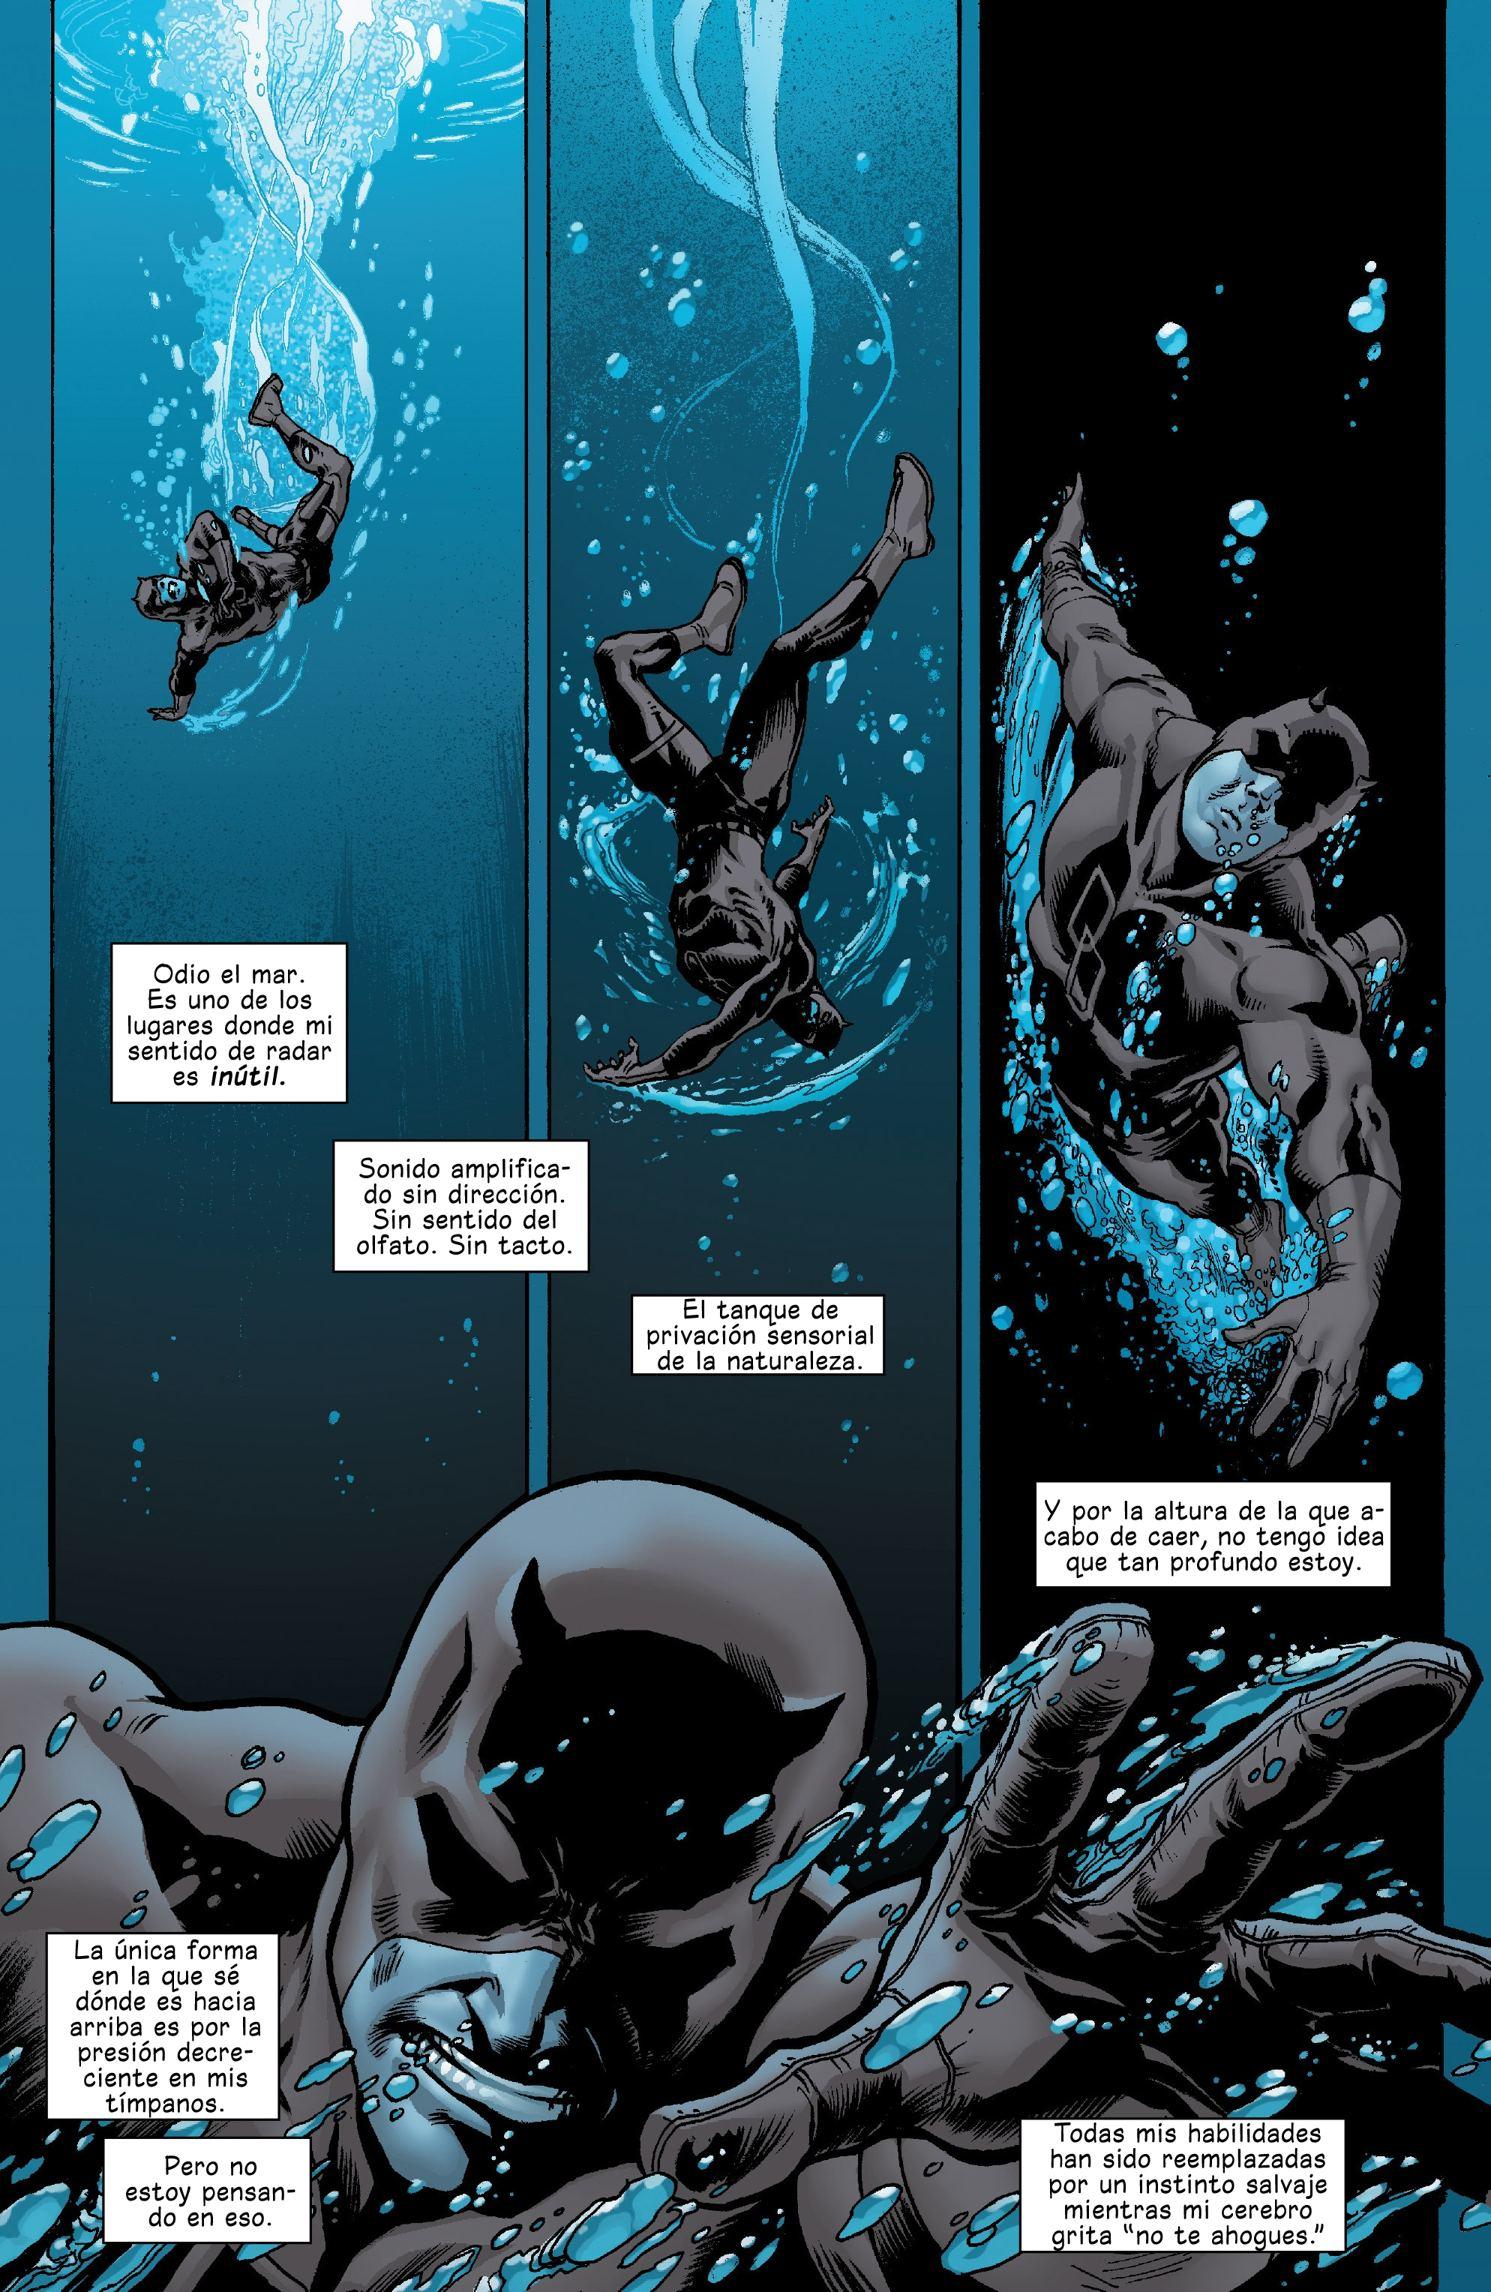 Odio el mar.
Es uno de los
lugares donde mi
sentido de radar
es inútil.
Sonido amplifica-
do sin dirección.
Sin sentido del
olfato. Sin tacto.
El tanque de
privación sensorial
de la naturaleza.
Y por la altura de la que a-
cabo de caer, no tengo idea
que tan profundo estoy.
La única forma
en la que sé
dónde es hacia
arriba es por la
presión decre-
ciente en mis
tímpanos.
Pero no
estoy pensan-
do en eso.
Todas mis habilidades
han sido reemplazadas
por un instinto salvaje
mientras mi cerebro
grita “no te ahogues.”